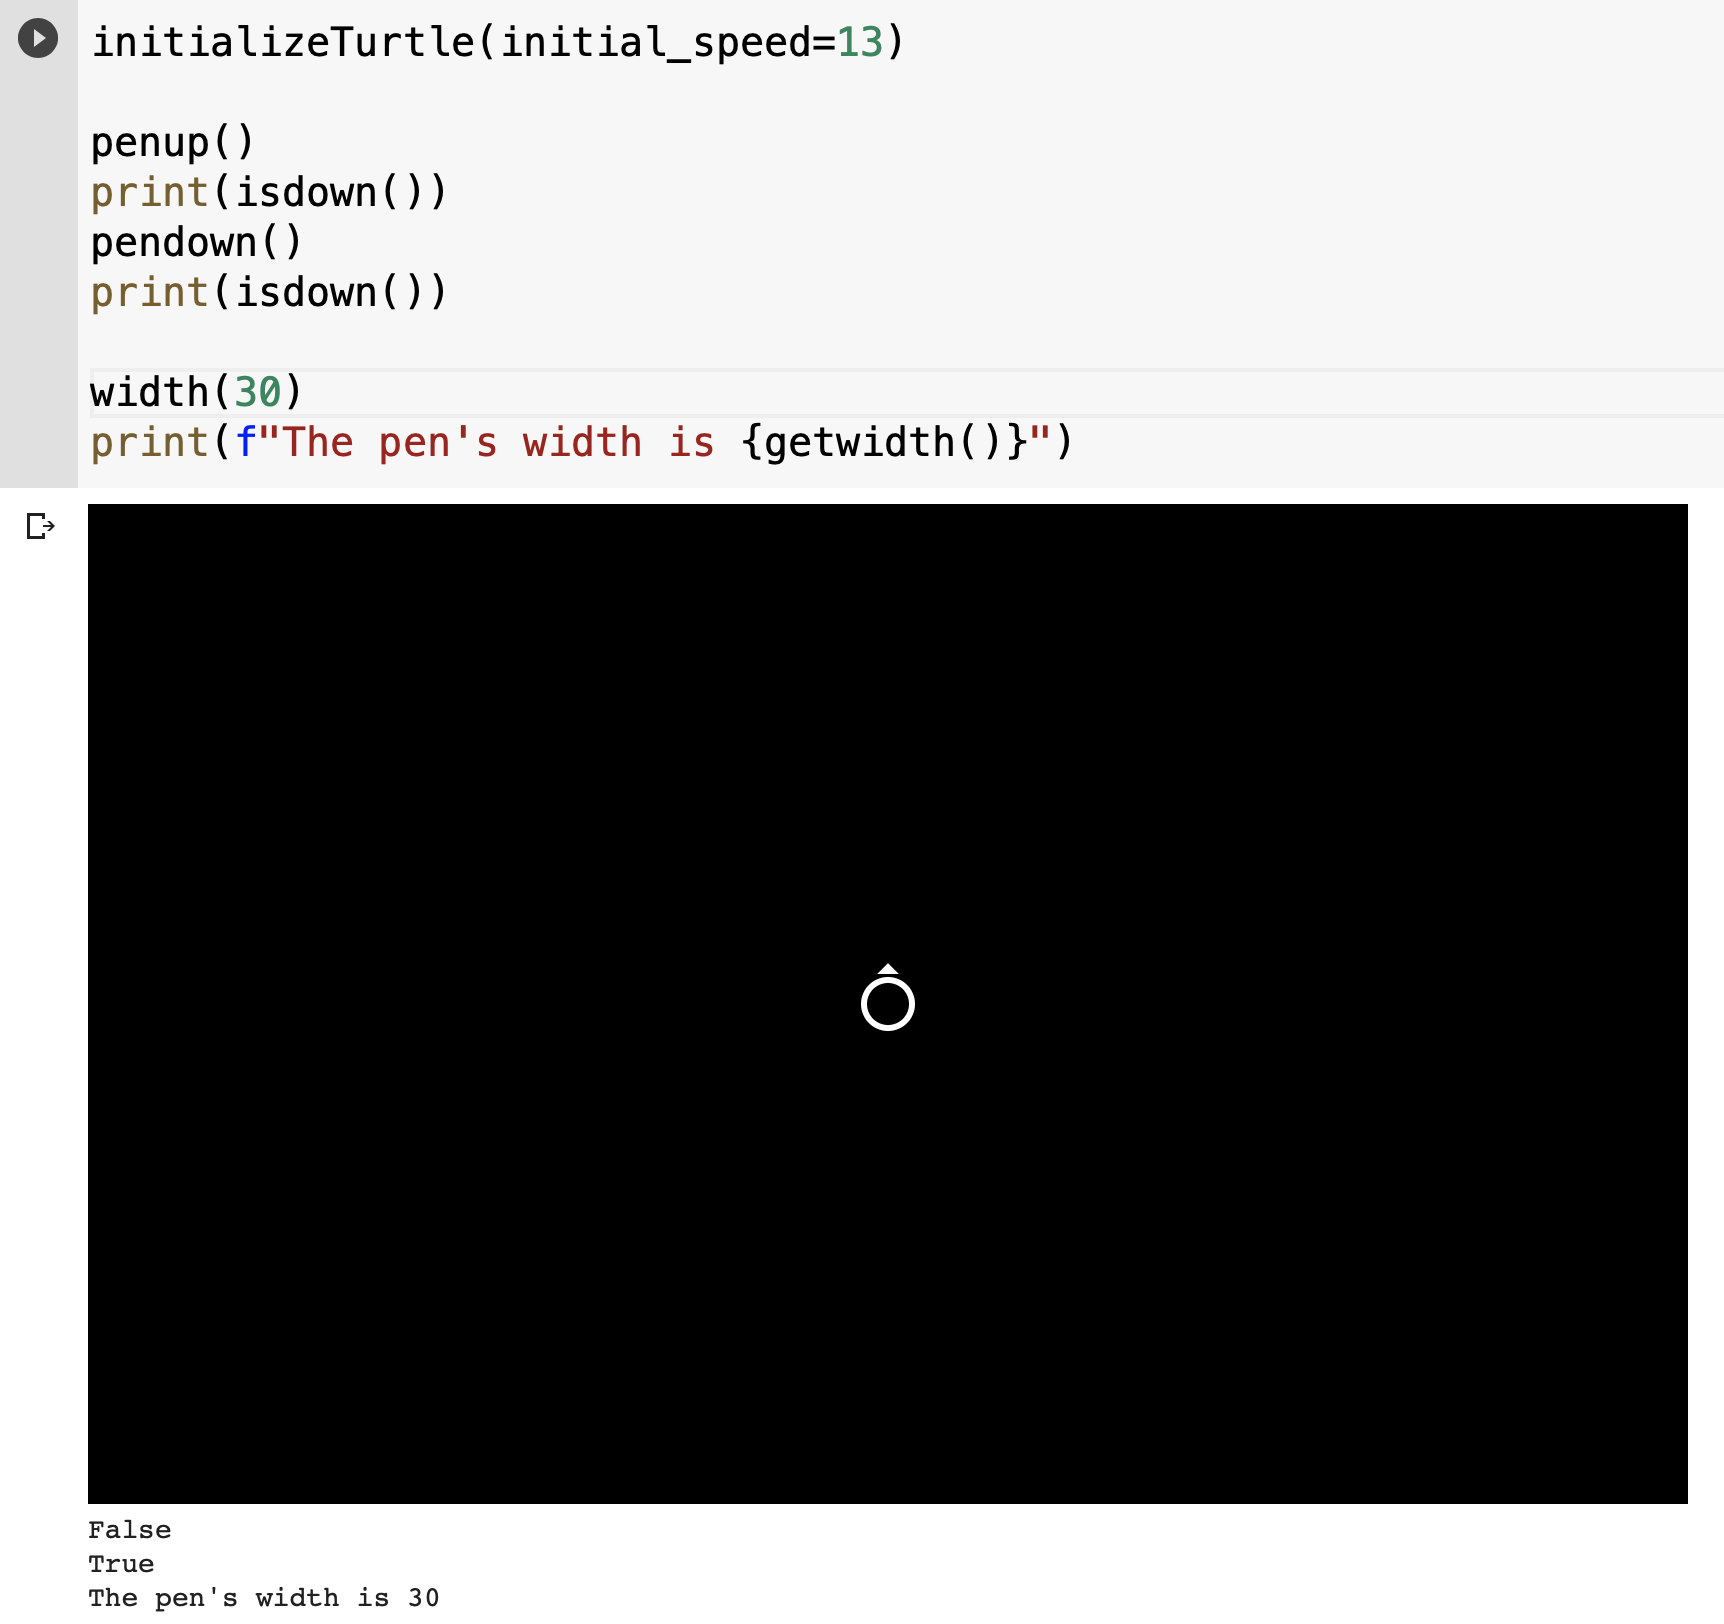 initializeTurtle(initial_speed=13)
penup()
print(isdown())
pendown()
print(isdown())
width(30)
print(f"The pen's width is {getwidth()}")
False
True
The pen's width is 30